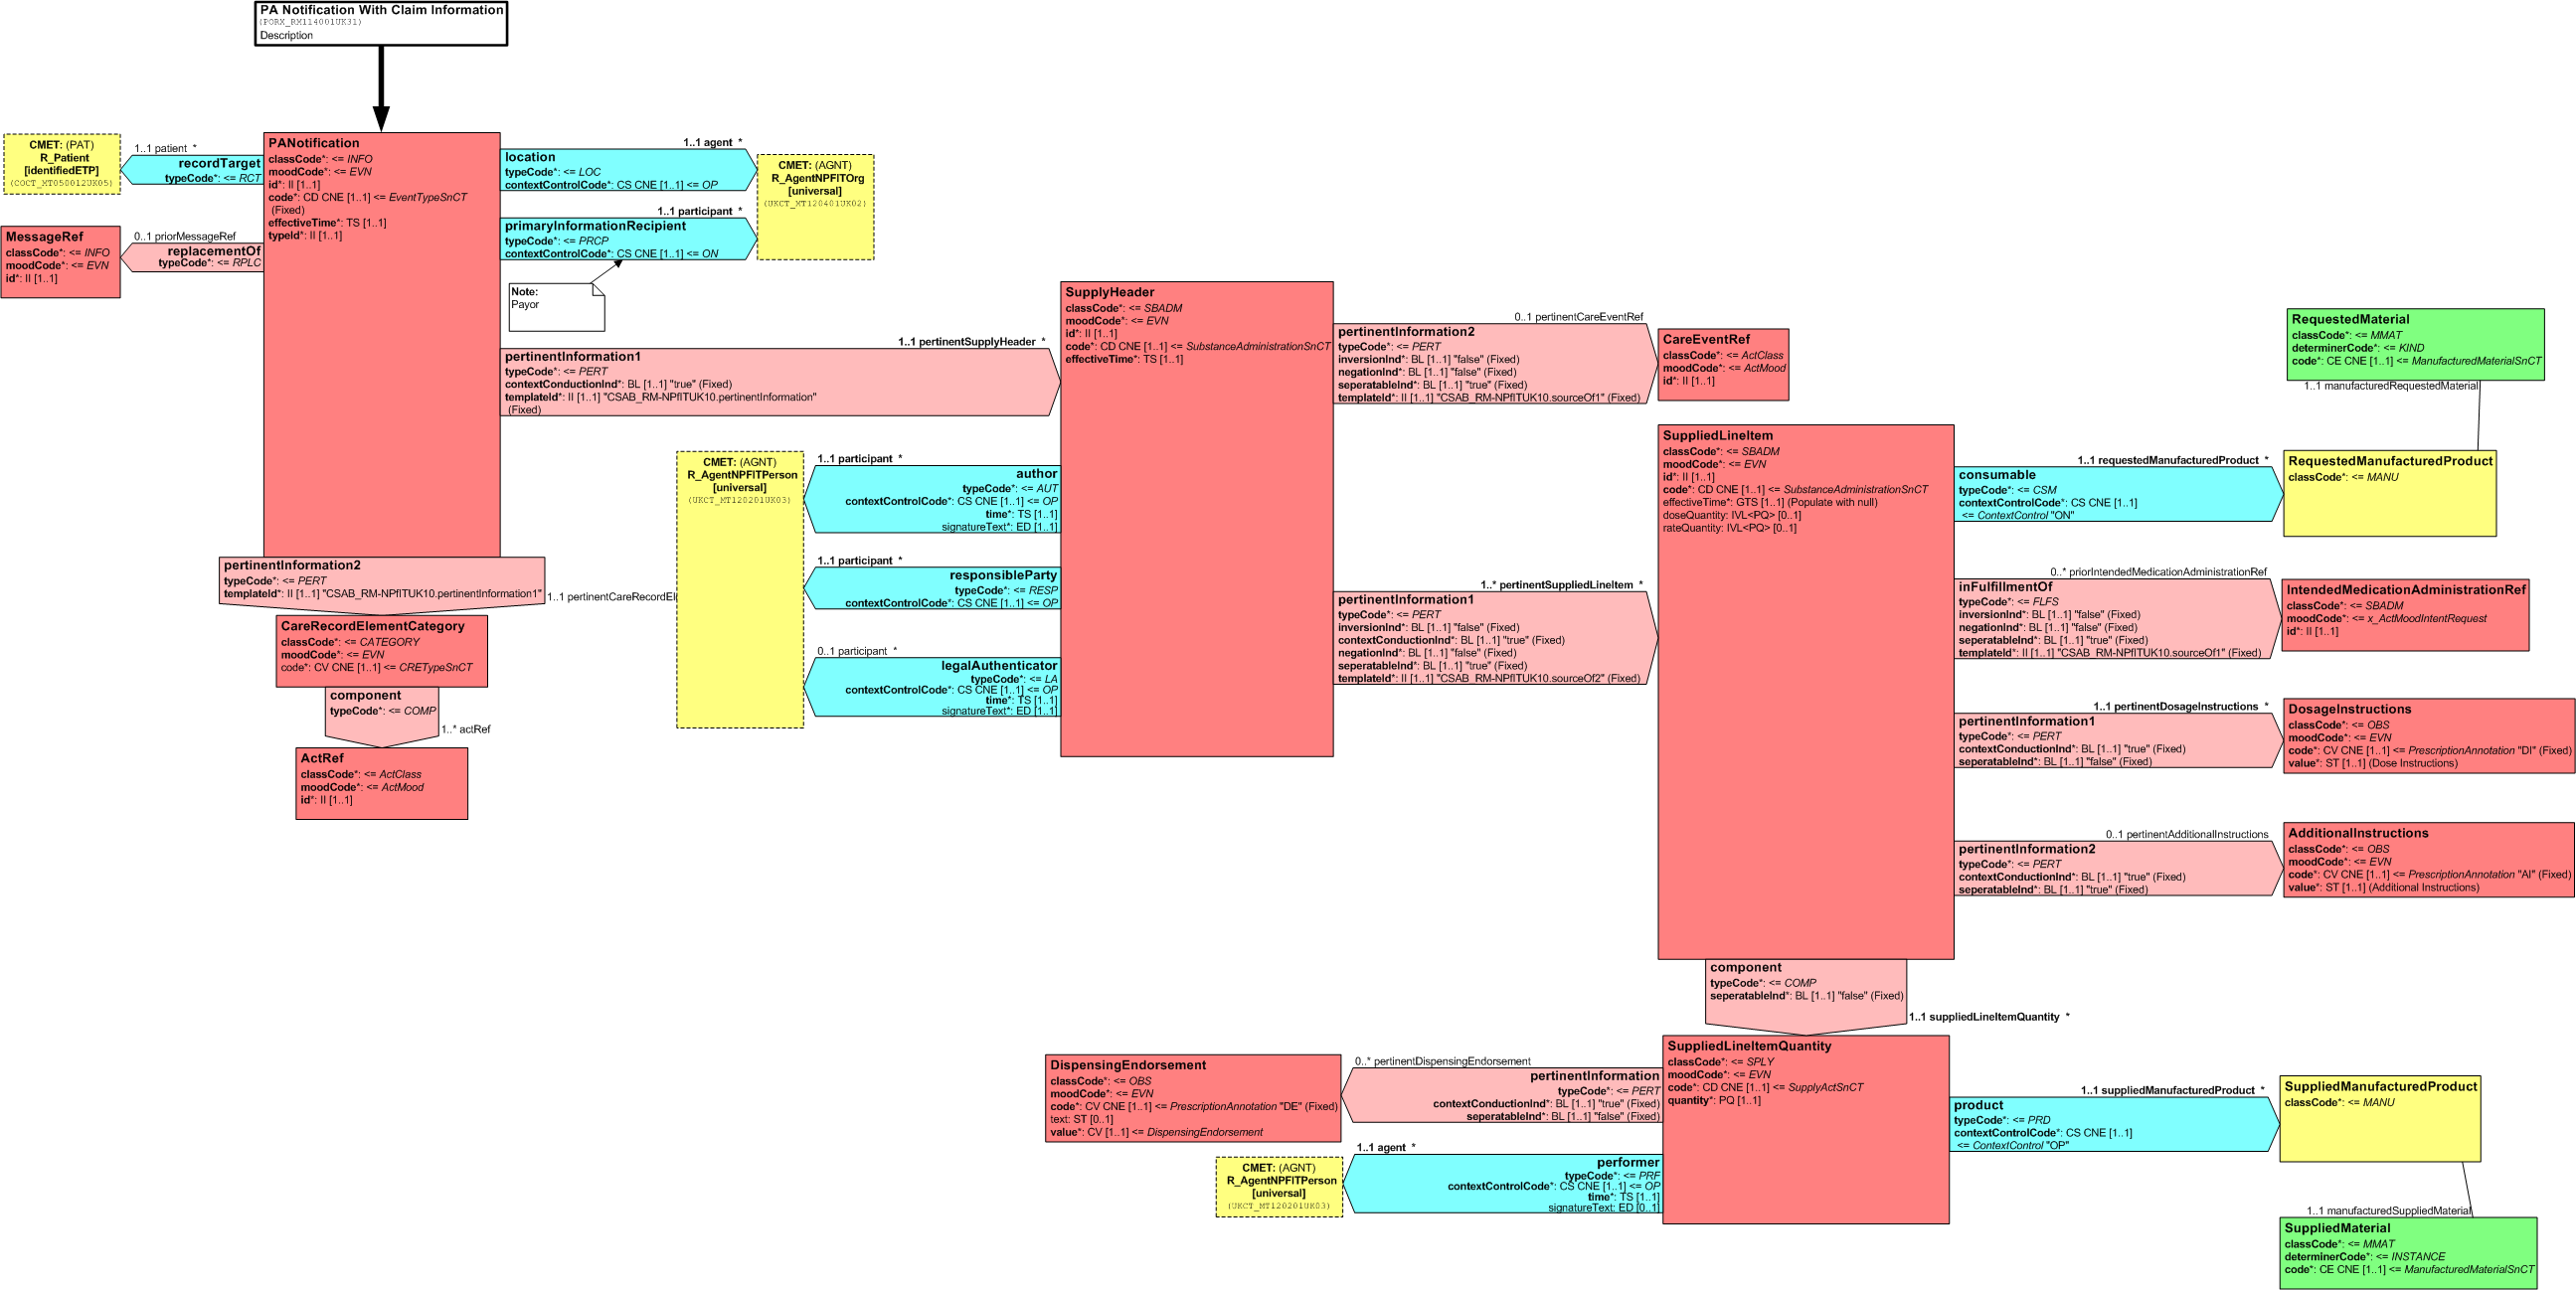 PA Notification With Claim Information
(PORX_RM114001UK31)
Description
CMET: (PAT)
R_Patient
[identifiedETP]
(COCT_MT050012UK05)
1..1 patient *
recordTarget
typeCode*: <= RCT
MessageRef
classCode*: <= INFO
moodCode*: <= EVN
id*: II [1..1]
0..1 priorMessageRef
replacementOf
typeCode*: <= RPLC
PANotification
classCode*: <= INFO
moodCode*: <= EVN
id*: II [1..1]
code*: CD CNE [1..1] <= EventTypeSnCT
(Fixed)
effectiveTime*: TS [1..1]
typeId*: II [1..1]
1..1 agent *
location
typeCode*: <= LOC
contextControlCode*: CS CNE [1..1] <= OP
1..1 participant *
primaryInformationRecipient
typeCode*: <= PRCP
contextControlCode*: CS CNE [1..1] <= ON
CMET: (AGNT)
R_AgentNPFITOrg
[universal]
(UKCT_MT120401UK02)
Note:
Payor
1..1 pertinentSupplyHeader *
pertinentInformation1
typeCode*: <= PERT
contextConductionInd*: BL [1..1] "true" (Fixed)
templateId*: II [1..1] "CSAB_RM-NPfITUK10.pertinentInformation"
(Fixed)
pertinentInformation2
typeCode*: <= PERT
templateId*: II [1..1] "CSAB_RM-NPfITUK10.pertinentInformation1"
1..1 pertinentCareRecordEl
CareRecordElementCategory
classCode*: <= CATEGORY
moodCode*: <= EVN
code*: CV CNE [1..1] <= CRETypeSnCT
component
typeCode*: <= COMP
1..* actRef
ActRef
classCode*: <= ActClass
moodCode*: <= ActMood
id*: II [1..1]
SupplyHeader
classCode*: <= SBADM
moodCode*: <= EVN
id*: II [1..1]
code*: CD CNE [1..1] <= SubstanceAdministrationSnCT
effectiveTime*: TS [1..1]
CMET: (AGNT)
R_AgentNPFITPerson
[universal]
(UKCT_MT120201UK03)
1..1 participant *
author
typeCode*: <= AUT
contextControlCode*: CS CNE [1..1] <= OP
time*: TS [1..1]
signatureText*: ED [1..1]
1..1 participant *
responsibleParty
typeCode*: <= RESP
contextControlCode*: CS CNE [1..1] <= OP
0..1 participant *
legalAuthenticator
typeCode*: <= LA
contextControlCode*: CS CNE [1..1] <= OP
time*: TS [1..1]
signatureText*: ED [1..1]
0..1 pertinentCareEventRef
pertinentInformation2
typeCode*: <= PERT
inversionInd*: BL [1..1] "false" (Fixed)
negationInd*: BL [1..1] "false" (Fixed)
seperatableInd*: BL [1..1] "true" (Fixed)
templateId*: II [1..1] "CSAB_RM-NPfITUK10.sourceOf1" (Fixed)
CareEventRef
classCode*: <= ActClass
moodCode*: <= ActMood
id*: II [1..1]
1..* pertinentSuppliedLineItem *
pertinentInformation1
typeCode*: <= PERT
inversionInd*: BL [1..1] "false" (Fixed)
contextConductionInd*: BL [1..1] "true" (Fixed)
negationInd*: BL [1..1] "false" (Fixed)
seperatableInd*: BL [1..1] "true" (Fixed)
templateId*: II [1..1] "CSAB_RM-NPfITUK10.sourceOf2" (Fixed)
SuppliedLineItem
classCode*: <= SBADM
moodCode*: <= EVN
id*: II [1..1]
code*: CD CNE [1..1] <= SubstanceAdministrationSnCT
effectiveTime*: GTS [1..1] (Populate with null)
doseQuantity: IVL<PQ> [0..1]
rateQuantity: IVL<PQ> [0..1]
RequestedMaterial
classCode*: <= MMAT
determinerCode*: <= KIND
code*: CE CNE [1..1] <= ManufacturedMaterialSnCT
1..1 manufacturedRequestedMaterial
1..1 requestedManufacturedProduct *
consumable
typeCode*: <= CSM
contextControlCode*: CS CNE [1..1]
<= ContextControl "ON"
RequestedManufacturedProduct
classCode*: <= MANU
0..* priorIntendedMedicationAdministrationRef
inFulfillmentOf
typeCode*: <= FLFS
inversionInd*: BL [1..1] "false" (Fixed)
negationInd*: BL [1..1] "false" (Fixed)
seperatableInd*: BL [1..1] "true" (Fixed)
templateId*: II [1..1] "CSAB_RM-NPfITUK10.sourceOf1" (Fixed)
IntendedMedicationAdministrationRef
classCode*: <= SBADM
moodCode*: <= x_ActMoodIntentRequest
id*: II [1..1]
1..1 pertinentDosageInstructions *
pertinentInformation1
typeCode*: <= PERT
contextConductionInd*: BL [1..1] "true" (Fixed)
seperatableInd*: BL [1..1] "false" (Fixed)
DosageInstructions
classCode*: <= OBS
moodCode*: <= EVN
code*: CV CNE [1..1] <= PrescriptionAnnotation "DI" (Fixed)
value*: ST [1..1] (Dose Instructions)
0..1 pertinentAdditionalInstructions
pertinentInformation2
typeCode*: <= PERT
contextConductionInd*: BL [1..1] "true" (Fixed)
seperatableInd*: BL [1..1] "true" (Fixed)
AdditionalInstructions
classCode*: <= OBS
moodCode*: <= EVN
code*: CV CNE [1..1] <= PrescriptionAnnotation "AI" (Fixed)
value*: ST [1..1] (Additional Instructions)
component
typeCode*: <= COMP
seperatableInd*: BL [1..1] "false" (Fixed)
1..1 suppliedLineItemQuantity *
SuppliedLineItemQuantity
classCode*: <= SPLY
moodCode*: <= EVN
code*: CD CNE [1..1] <= SupplyActSnCT
quantity*: PQ [1..1]
DispensingEndorsement
classCode*: <= OBS
moodCode*: <= EVN
code*: CV CNE [1..1] <= PrescriptionAnnotation "DE" (Fixed)
text: ST [0..1]
value*: CV [1..1] <= DispensingEndorsement
0..* pertinentDispensingEndorsement
pertinentInformation
typeCode*: <= PERT
contextConductionInd*: BL [1..1] "true" (Fixed)
seperatableInd*: BL [1..1] "false" (Fixed)
CMET: (AGNT)
R_AgentNPFITPerson
[universal]
(UKCT_MT120201UK03)
1..1 agent *
performer
typeCode*: <= PRF
contextControlCode*: CS CNE [1..1] <= OP
time*: TS [1..1]
signatureText: ED [0..1]
1..1 suppliedManufacturedProduct *
product
typeCode*: <= PRD
contextControlCode*: CS CNE [1..1]
<= ContextControl "OP"
SuppliedManufacturedProduct
classCode*: <= MANU
1..1 manufacturedSuppliedMaterial
SuppliedMaterial
classCode*: <= MMAT
determinerCode*: <= INSTANCE
code*: CE CNE [1..1] <= ManufacturedMaterialSnCT